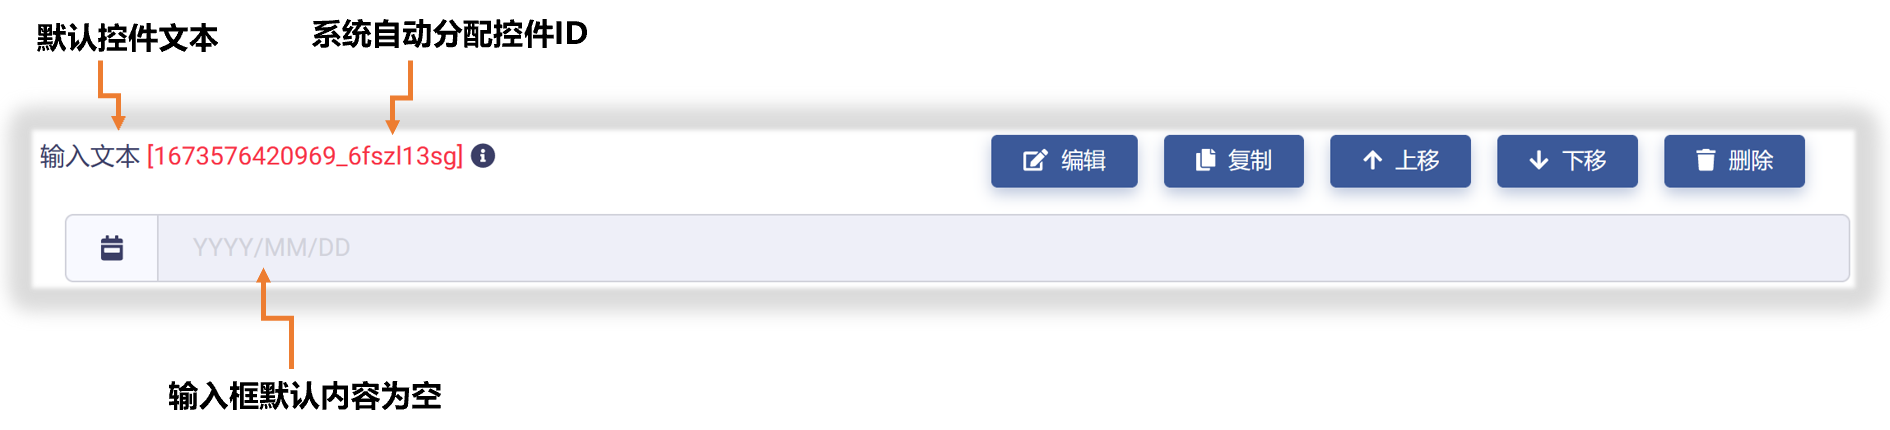 默认控件文本 系统自动分配控件ID
输入文本 [1673576420969_6fszl13sg] 编辑 复制 上移 下移 删除
YYYY/MM/DD
输入框默认内容为空